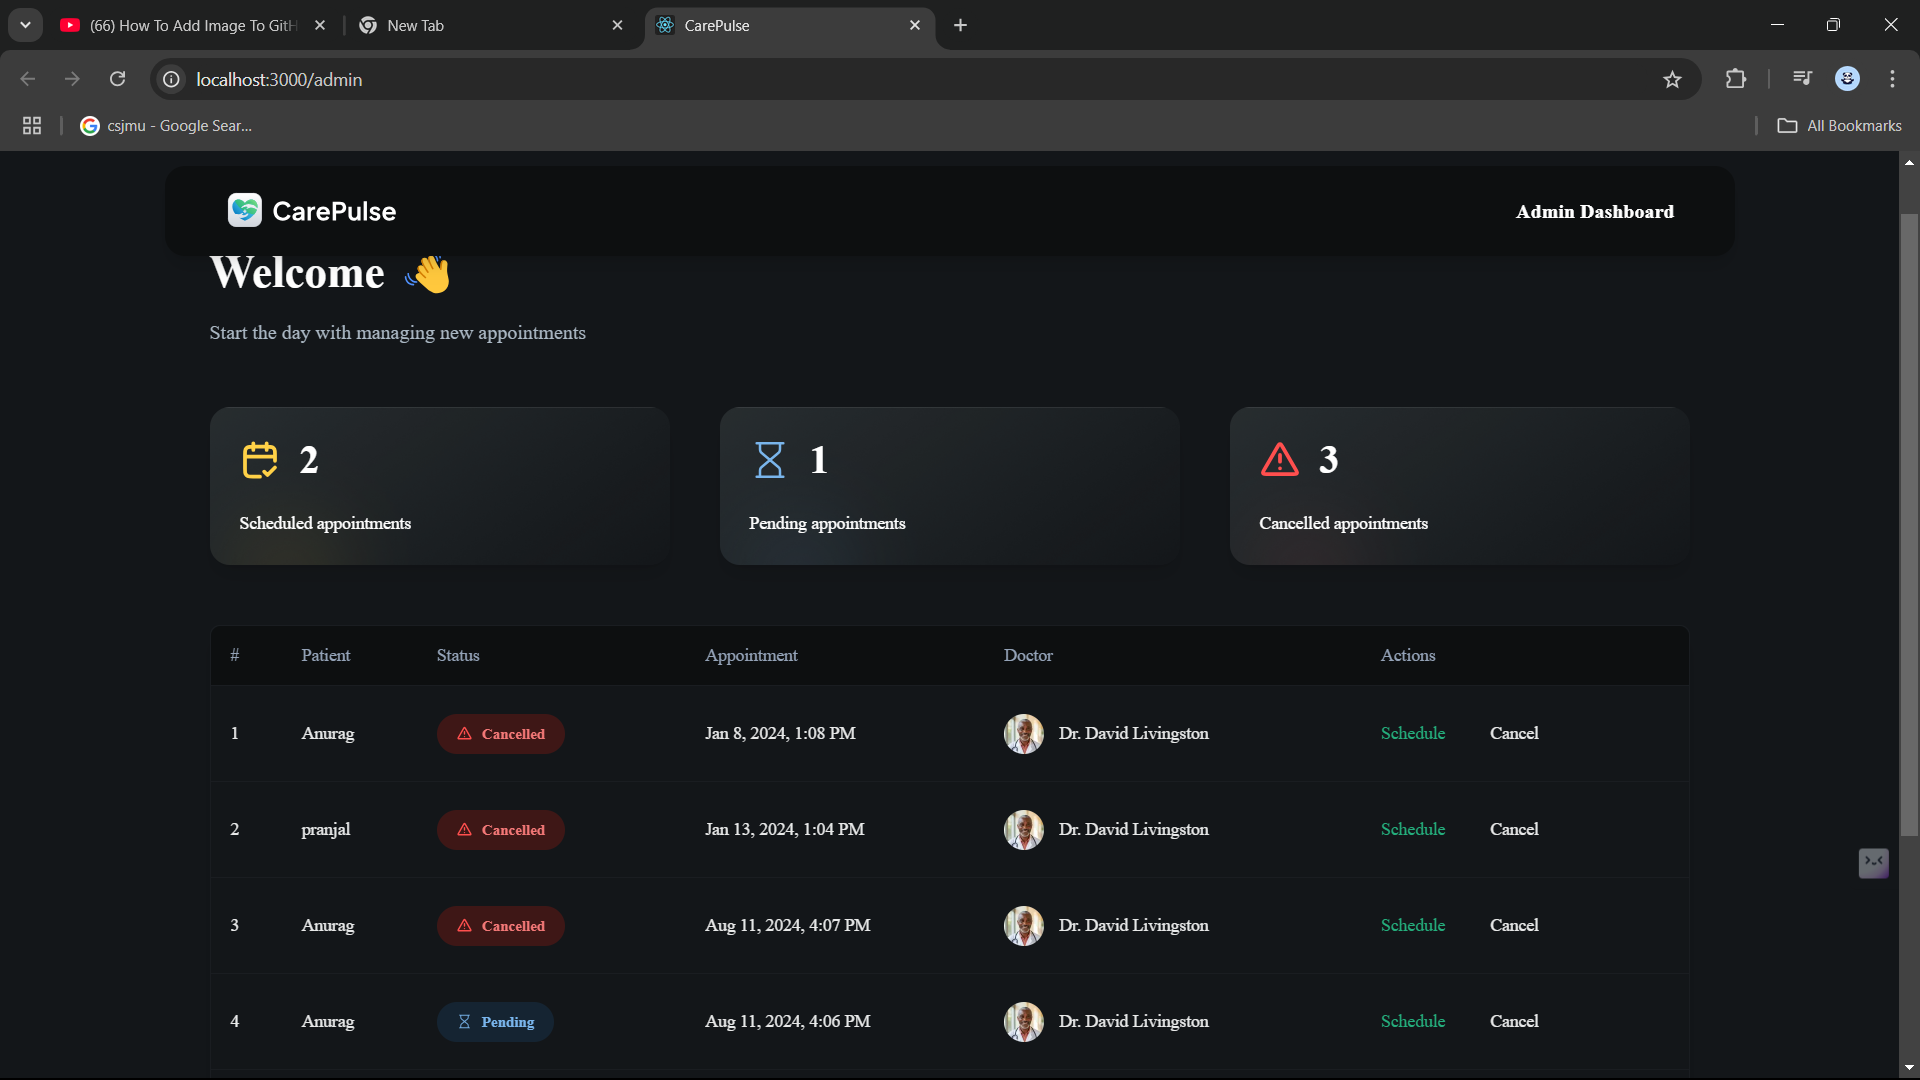 (66) How To Add Image To GitH
New Tab
CarePulse
localhost:3000/admin
csjmu - Google Sear...
All Bookmarks
CarePulse
Admin Dashboard
Welcome 👋
Start the day with managing new appointments
2
Scheduled appointments
1
Pending appointments
3
Cancelled appointments
# Patient Status Appointment Doctor Actions
1 Anurag Cancelled Jan 8, 2024, 1:08 PM Dr. David Livingston Schedule Cancel
2 pranjal Cancelled Jan 13, 2024, 1:04 PM Dr. David Livingston Schedule Cancel
3 Anurag Cancelled Aug 11, 2024, 4:07 PM Dr. David Livingston Schedule Cancel
4 Anurag Pending Aug 11, 2024, 4:06 PM Dr. David Livingston Schedule Cancel